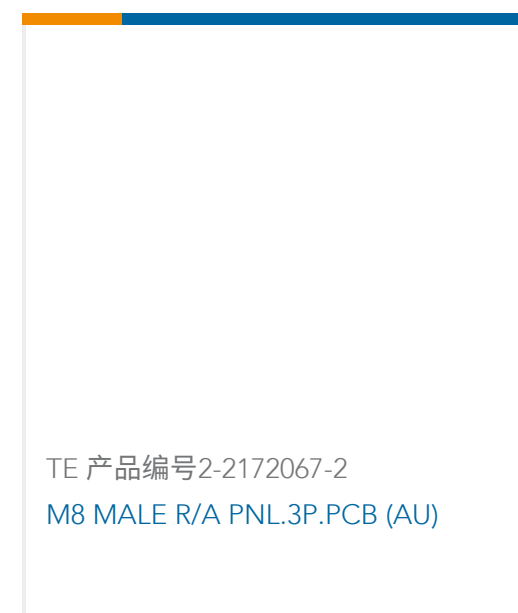 TE 产品编号2-2172067-2
M8 MALE R/A PNL.3P.PCB (AU)